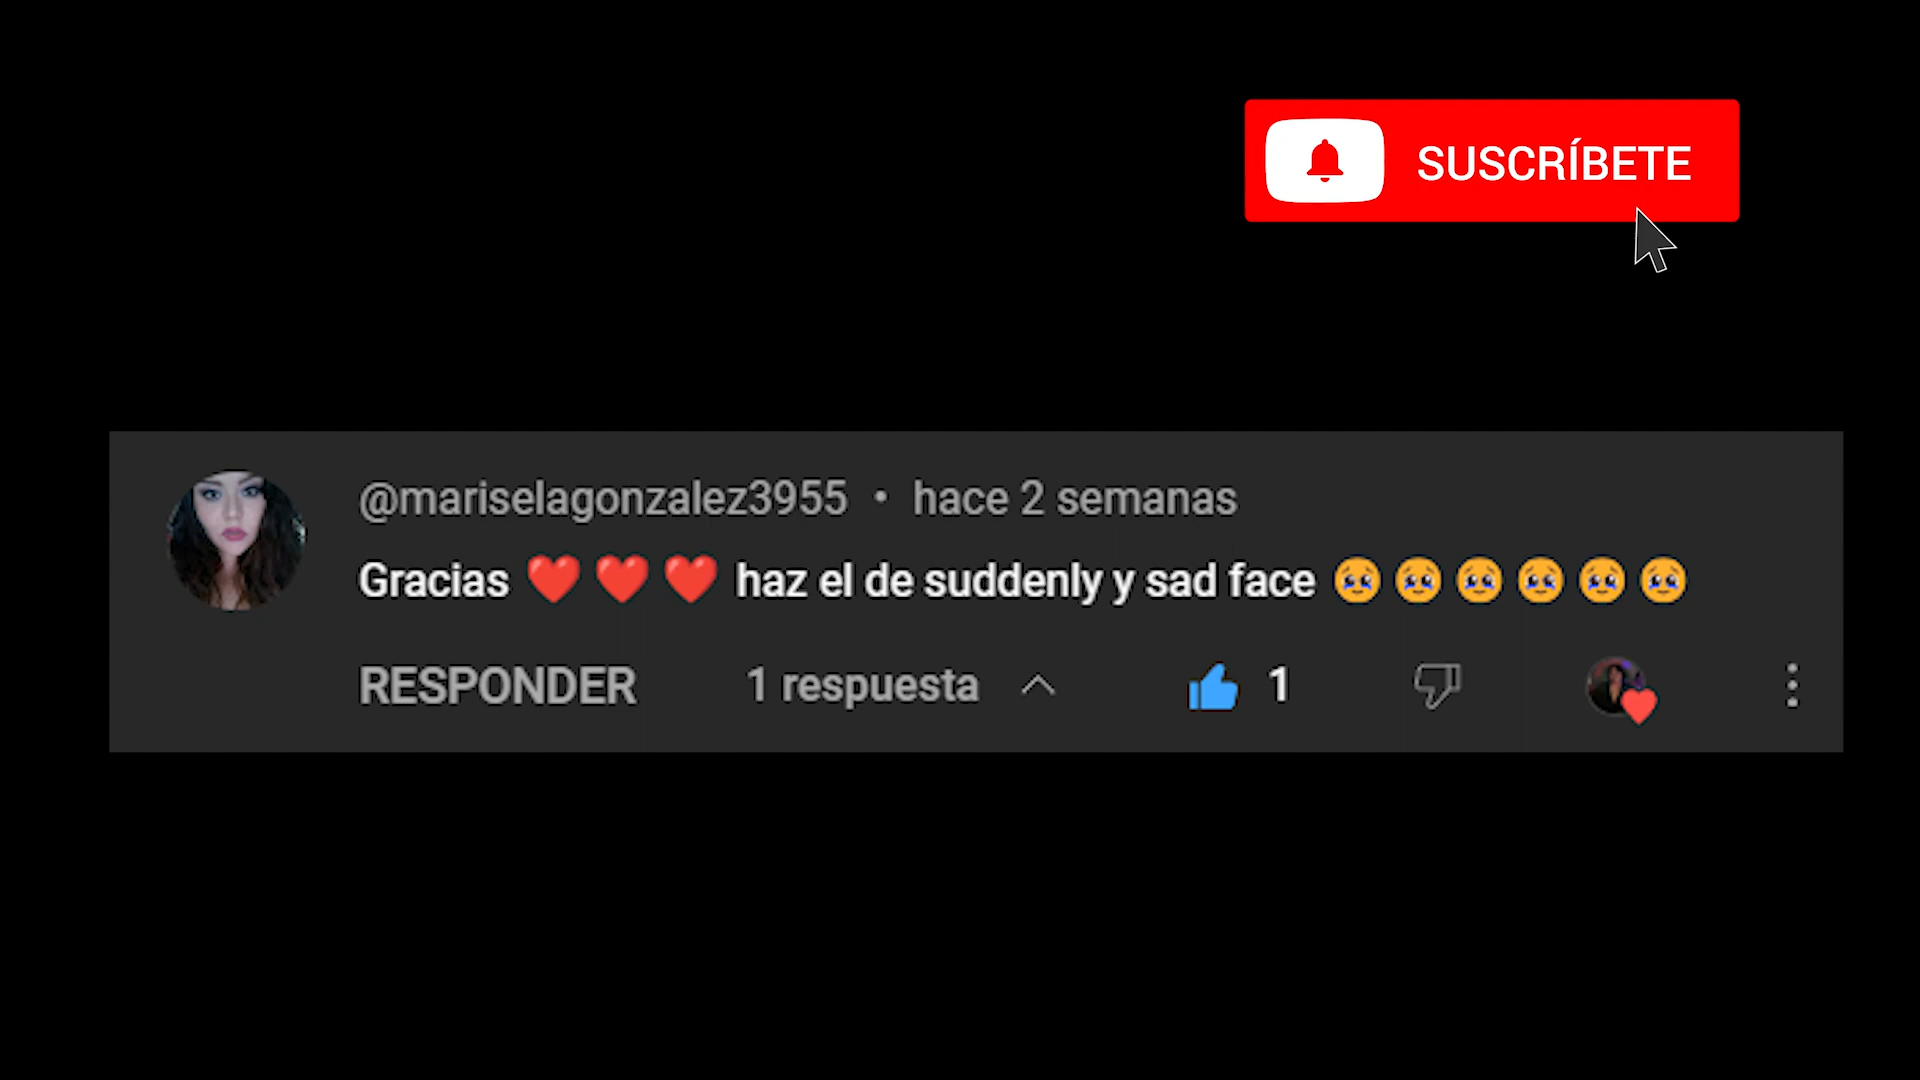 SUSCRÍBETE
@mariselagonzalez3955 • hace 2 semanas
Gracias ❤️ ❤️ ❤️ haz el de suddenly y sad face 🥹 🥹 🥹 🥹 🥹 🥹
RESPONDER 1 respuesta 1